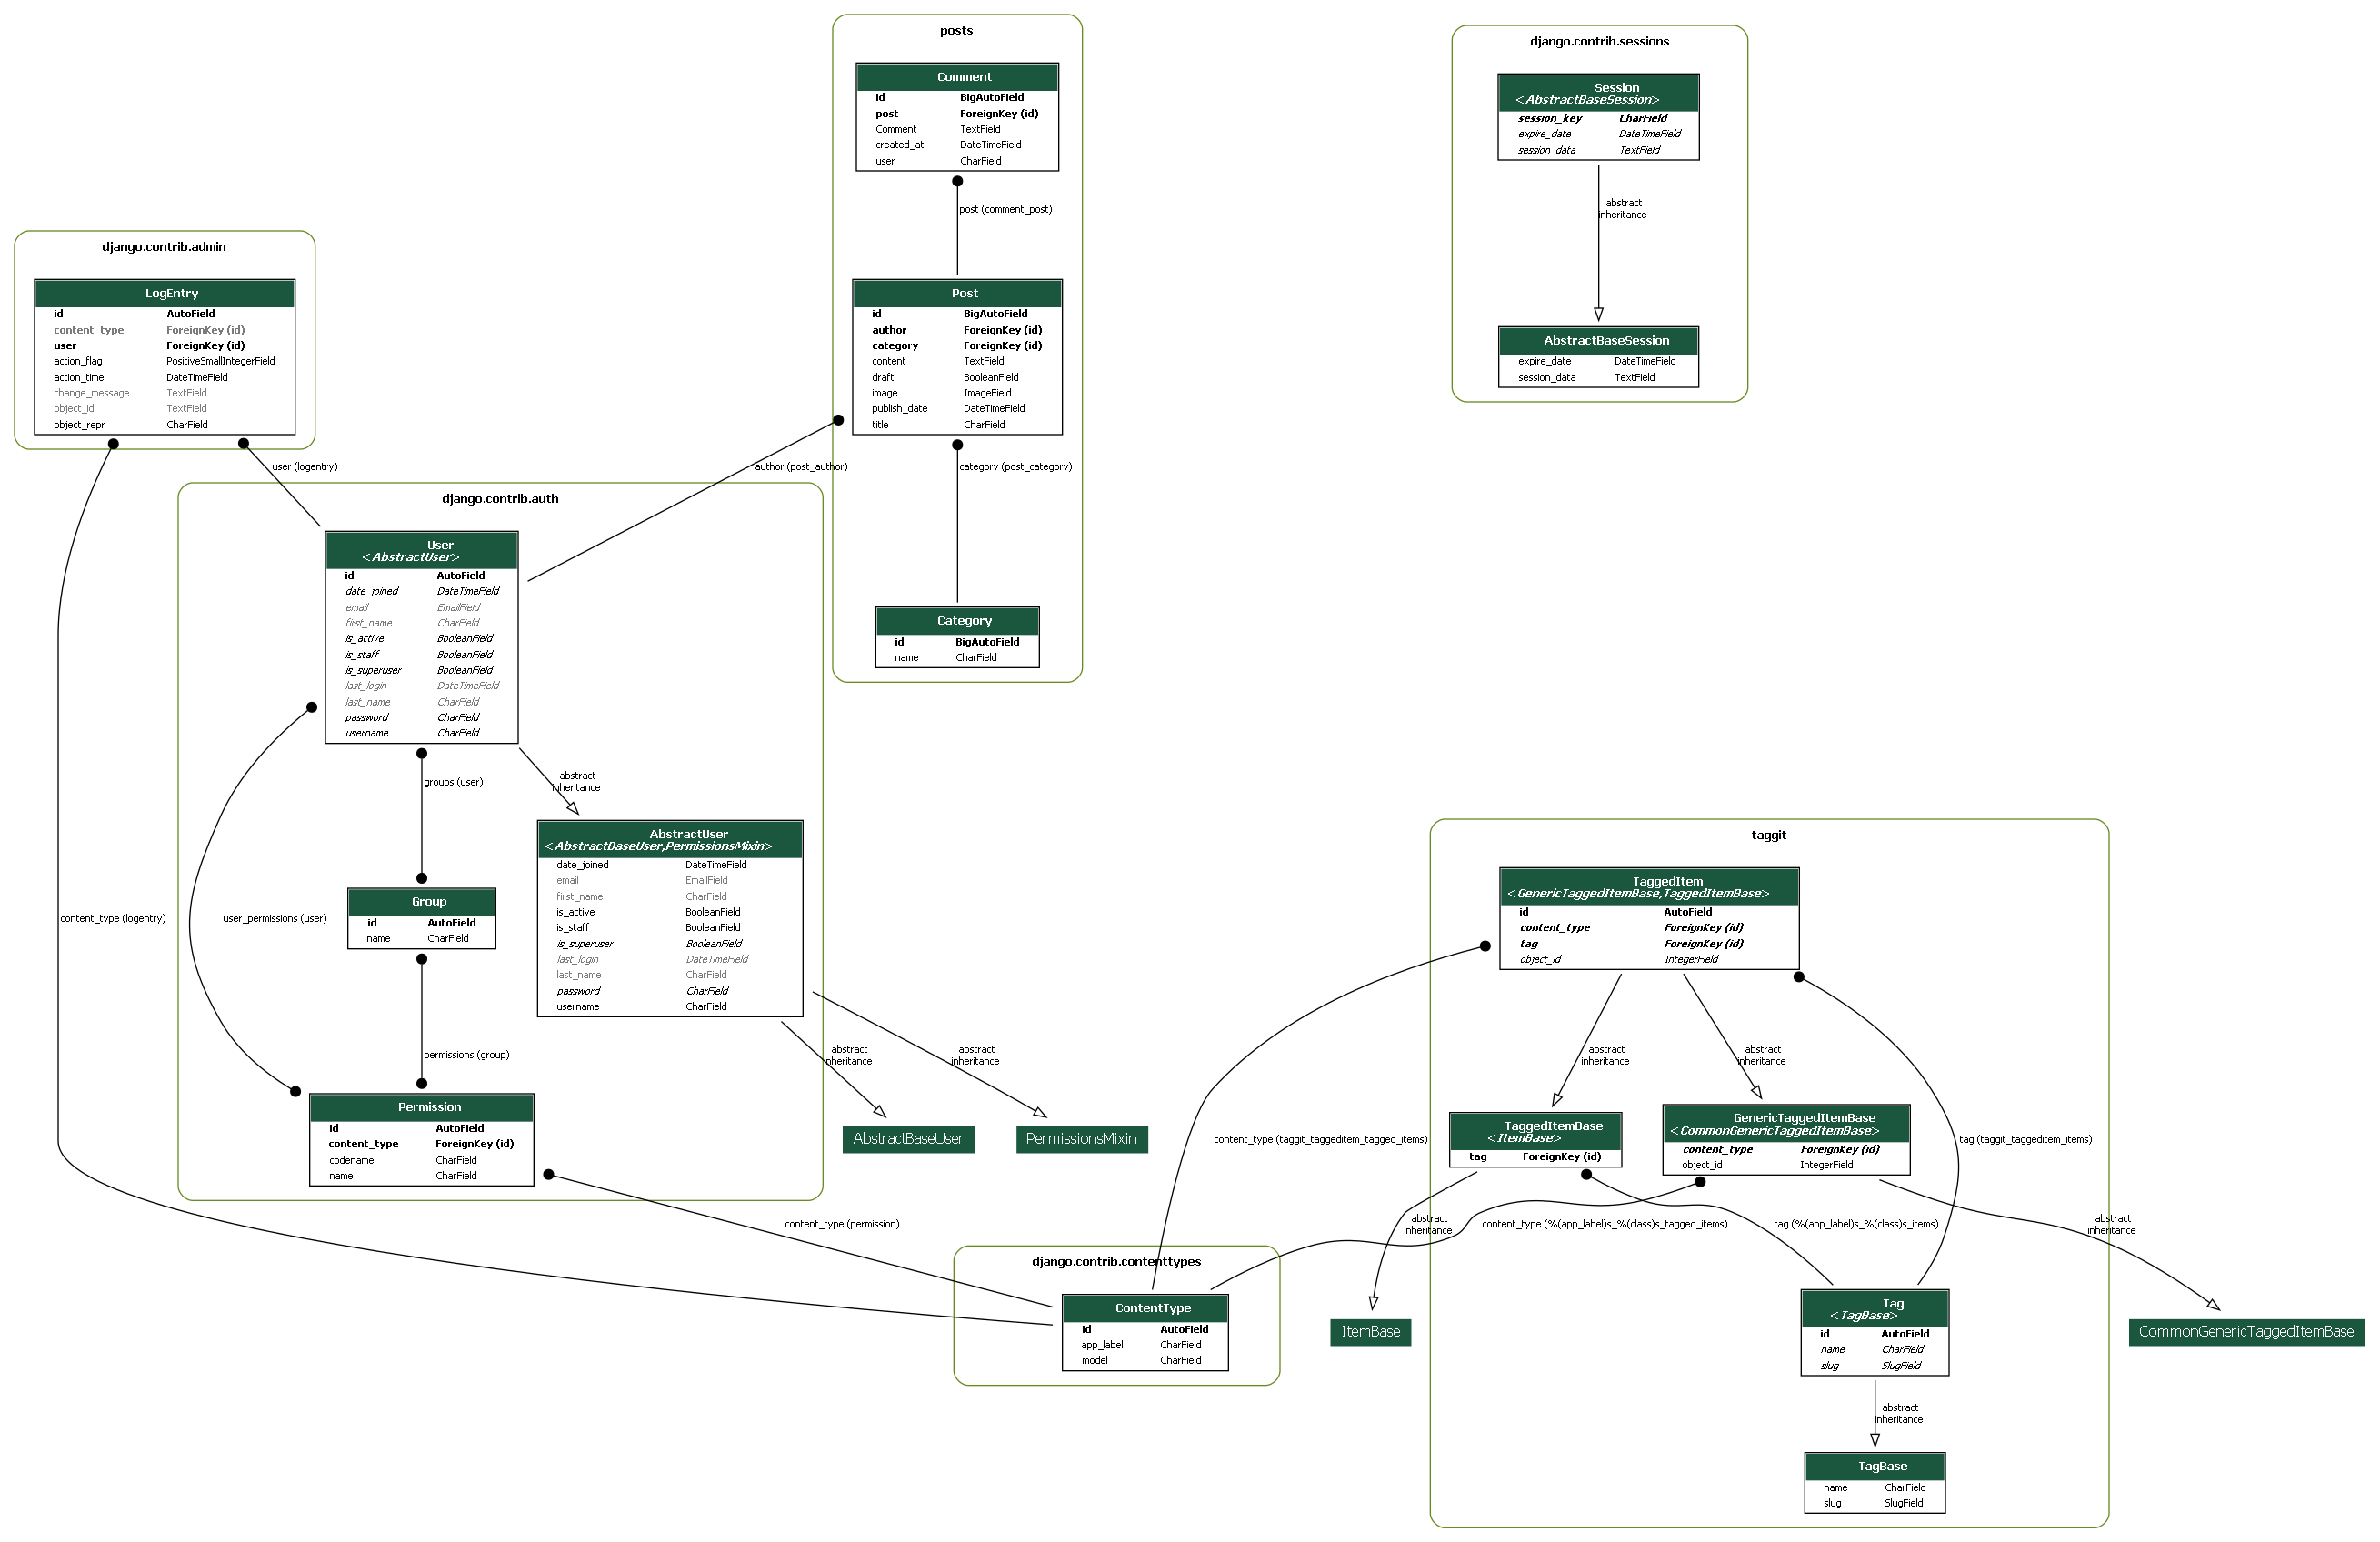 posts
Comment
id BigAutoField
post ForeignKey (id)
Comment TextField
created_at DateTimeField
user CharField
post (comment_post)
Post
id BigAutoField
author ForeignKey (id)
category ForeignKey (id)
content TextField
draft BooleanField
image ImageField
publish_date DateTimeField
title CharField
author (post_author)
category (post_category)
Category
id BigAutoField
name CharField
django.contrib.sessions
Session
<AbstractBaseSession>
session_key CharField
expire_date DateTimeField
session_data TextField
abstract
inheritance
AbstractBaseSession
expire_date DateTimeField
session_data TextField
django.contrib.admin
LogEntry
id AutoField
content_type ForeignKey (id)
user ForeignKey (id)
action_flag PositiveSmallIntegerField
action_time DateTimeField
change_message TextField
object_id TextField
object_repr CharField
user (logentry)
content_type (logentry)
django.contrib.auth
User
<AbstractUser>
id AutoField
date_joined DateTimeField
email EmailField
first_name CharField
is_active BooleanField
is_staff BooleanField
is_superuser BooleanField
last_login DateTimeField
last_name CharField
password CharField
username CharField
groups (user)
abstract
inheritance
user_permissions (user)
AbstractUser
<AbstractBaseUser,PermissionsMixin>
date_joined DateTimeField
email EmailField
first_name CharField
is_active BooleanField
is_staff BooleanField
is_superuser BooleanField
last_login DateTimeField
last_name CharField
password CharField
username CharField
Group
id AutoField
name CharField
permissions (group)
abstract
inheritance
abstract
inheritance
Permission
id AutoField
content_type ForeignKey (id)
codename CharField
name CharField
AbstractBaseUser
PermissionsMixin
content_type (permission)
django.contrib.contenttypes
ContentType
id AutoField
app_label CharField
model CharField
taggit
TaggedItem
<GenericTaggedItemBase,TaggedItemBase>
id AutoField
content_type ForeignKey (id)
tag ForeignKey (id)
object_id IntegerField
abstract
inheritance
abstract
inheritance
content_type (taggit_taggeditem_tagged_items)
tag (taggit_taggeditem_items)
TaggedItemBase
<ItemBase>
tag ForeignKey (id)
GenericTaggedItemBase
<CommonGenericTaggedItemBase>
content_type ForeignKey (id)
object_id IntegerField
abstract
inheritance
content_type (%(app_label)s_%(class)s_tagged_items)
tag (%(app_label)s_%(class)s_items)
abstract
inheritance
ItemBase
Tag
<TagBase>
id AutoField
name CharField
slug SlugField
CommonGenericTaggedItemBase
abstract
inheritance
TagBase
name CharField
slug SlugField